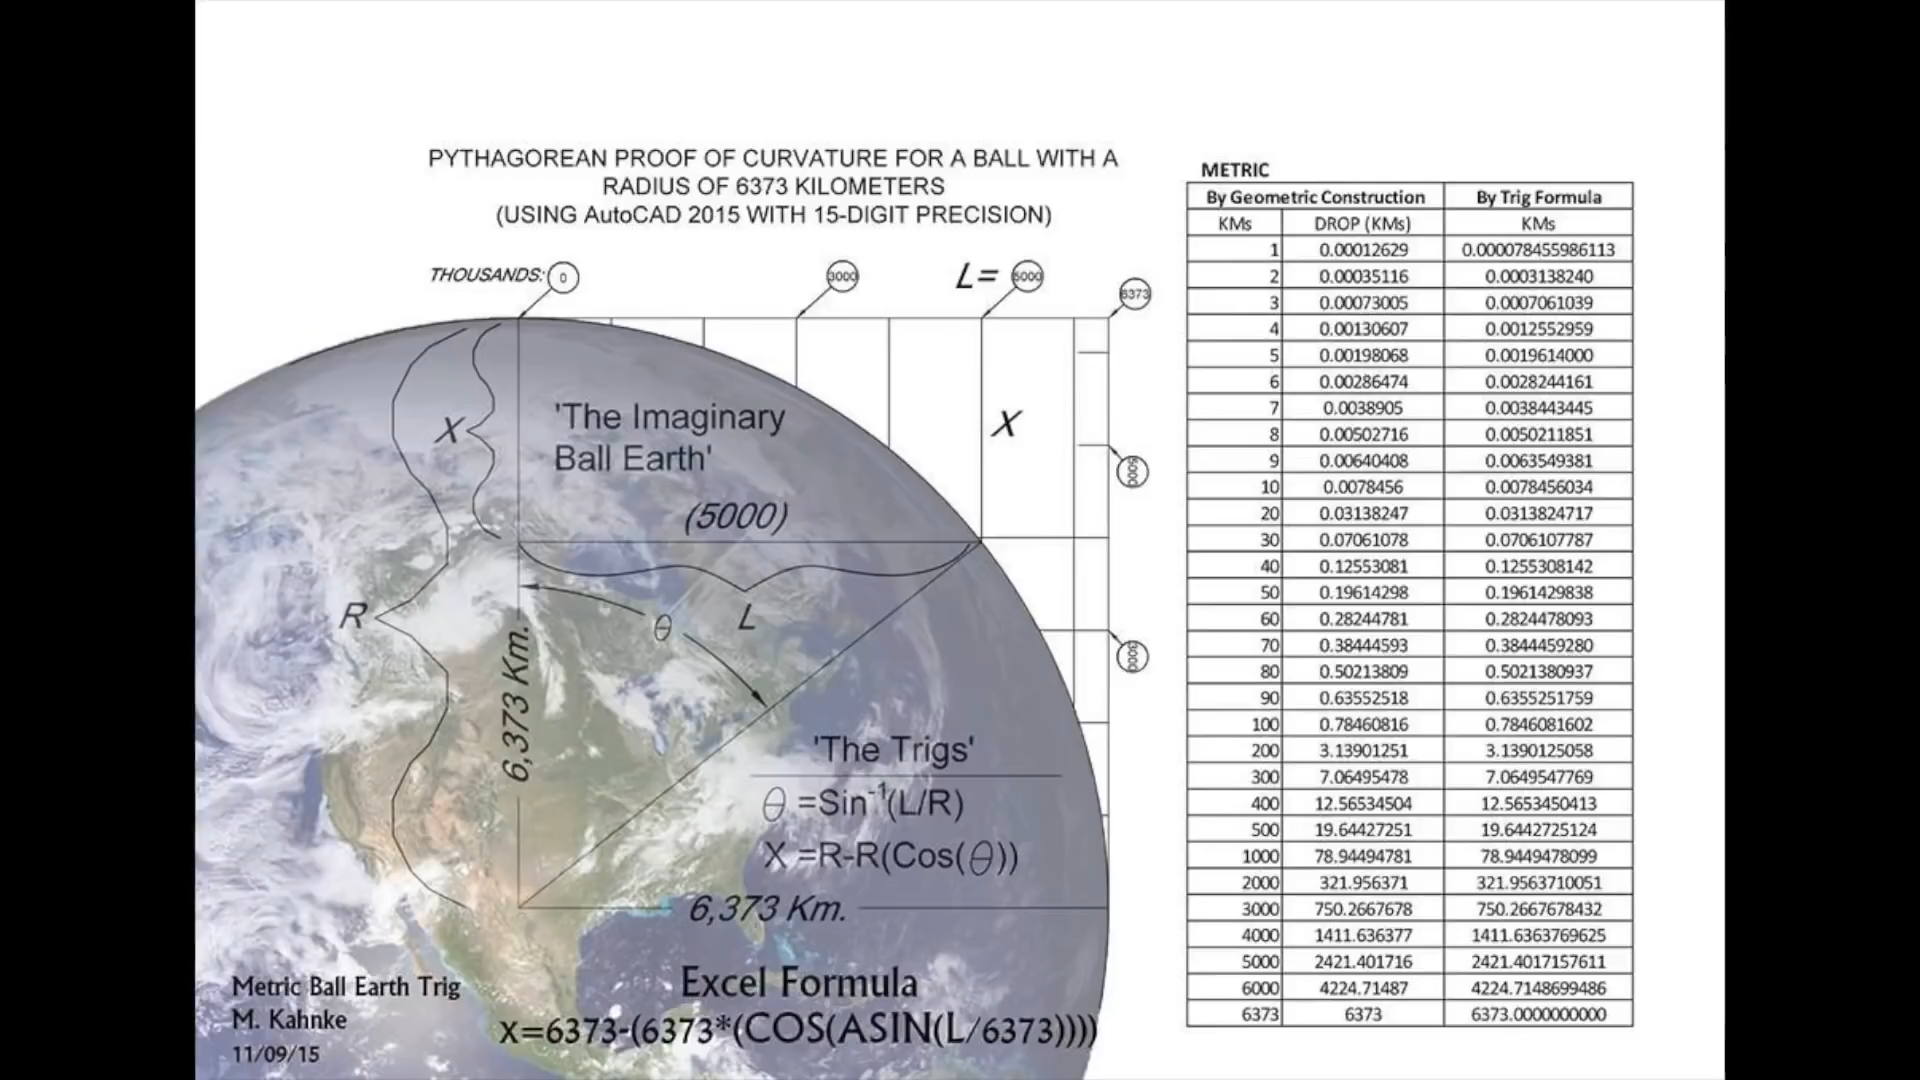 PYTHAGOREAN PROOF OF CURVATURE FOR A BALL WITH A
RADIUS OF 6373 KILOMETERS
(USING AutoCAD 2015 WITH 15-DIGIT PRECISION)
THOUSANDS: 0
3000
L= 5000
6373
X
'The Imaginary
Ball Earth'
X
5000
(5000)
R
θ
L
3000
6,373 Km.
'The Trigs'
θ =Sin⁻¹(L/R)
X =R-R(Cos(θ))
6,373 Km.
Excel Formula
X=6373-(6373*(COS(ASIN(L/6373))))
Metric Ball Earth Trig
M. Kahnke
11/09/15
METRIC
By Geometric Construction By Trig Formula
KMs DROP (KMs) KMs
1 0.00012629 0.000078455986113
2 0.00035116 0.0003138240
3 0.00073005 0.0007061039
4 0.00130607 0.0012552959
5 0.00198068 0.0019614000
6 0.00286474 0.0028244161
7 0.0038905 0.0038443445
8 0.00502716 0.0050211851
9 0.00640408 0.0063549381
10 0.0078456 0.0078456034
20 0.03138247 0.0313824717
30 0.07061078 0.0706107787
40 0.12553081 0.1255308142
50 0.19614298 0.1961429838
60 0.28244781 0.2824478093
70 0.38444593 0.3844459280
80 0.50213809 0.5021380937
90 0.63552518 0.6355251759
100 0.78460816 0.7846081602
200 3.13901251 3.1390125058
300 7.06495478 7.0649547769
400 12.56534504 12.5653450413
500 19.64427251 19.6442725124
1000 78.94494781 78.9449478099
2000 321.956371 321.9563710051
3000 750.2667678 750.2667678432
4000 1411.636377 1411.6363769625
5000 2421.401716 2421.4017157611
6000 4224.71487 4224.7148699486
6373 6373 6373.0000000000